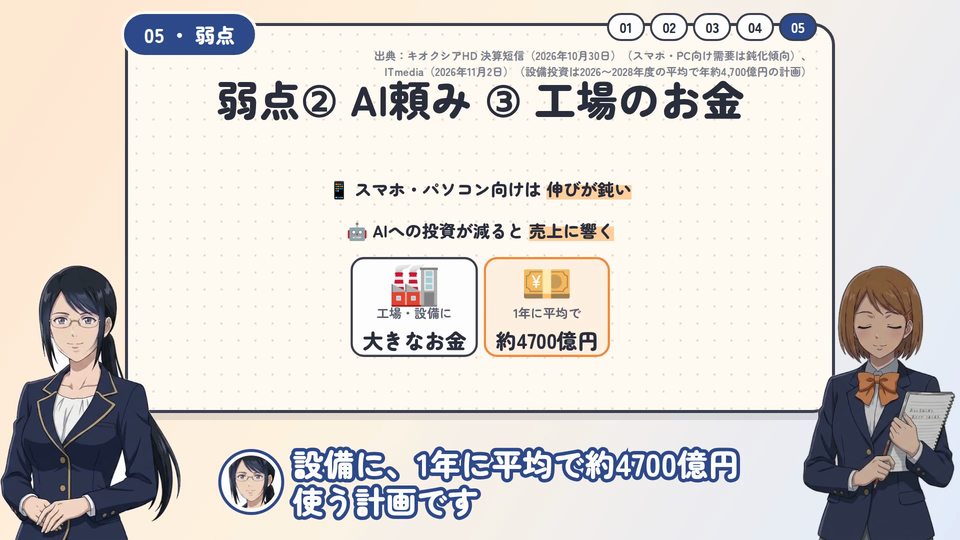 05 ・ 弱点
01 02 03 04 05
出典：キオクシアHD 決算短信（2026年10月30日）（スマホ・PC向け需要は鈍化傾向）、
ITmedia（2026年11月2日）（設備投資は2026〜2028年度の平均で年約4,700億円の計画）
弱点② AI頼み ③ 工場のお金
スマホ・パソコン向けは 伸びが鈍い
AIへの投資が減ると 売上に響く
工場・設備に
大きなお金
1年に平均で
約4700億円
設備に、1年に平均で約4700億円
使う計画です